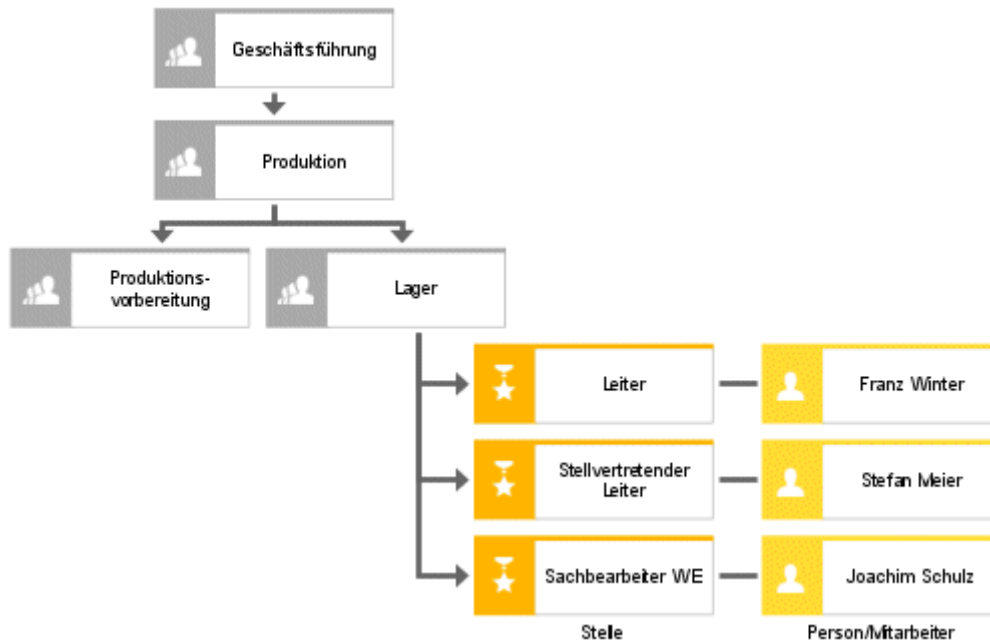 Geschäftsführung
Produktion
Produktions-
vorbereitung
Lager
Leiter
Franz Winter
Stellvertretender
Leiter
Stefan Meier
Sachbearbeiter WE
Joachim Schulz
Stelle
Person/Mitarbeiter